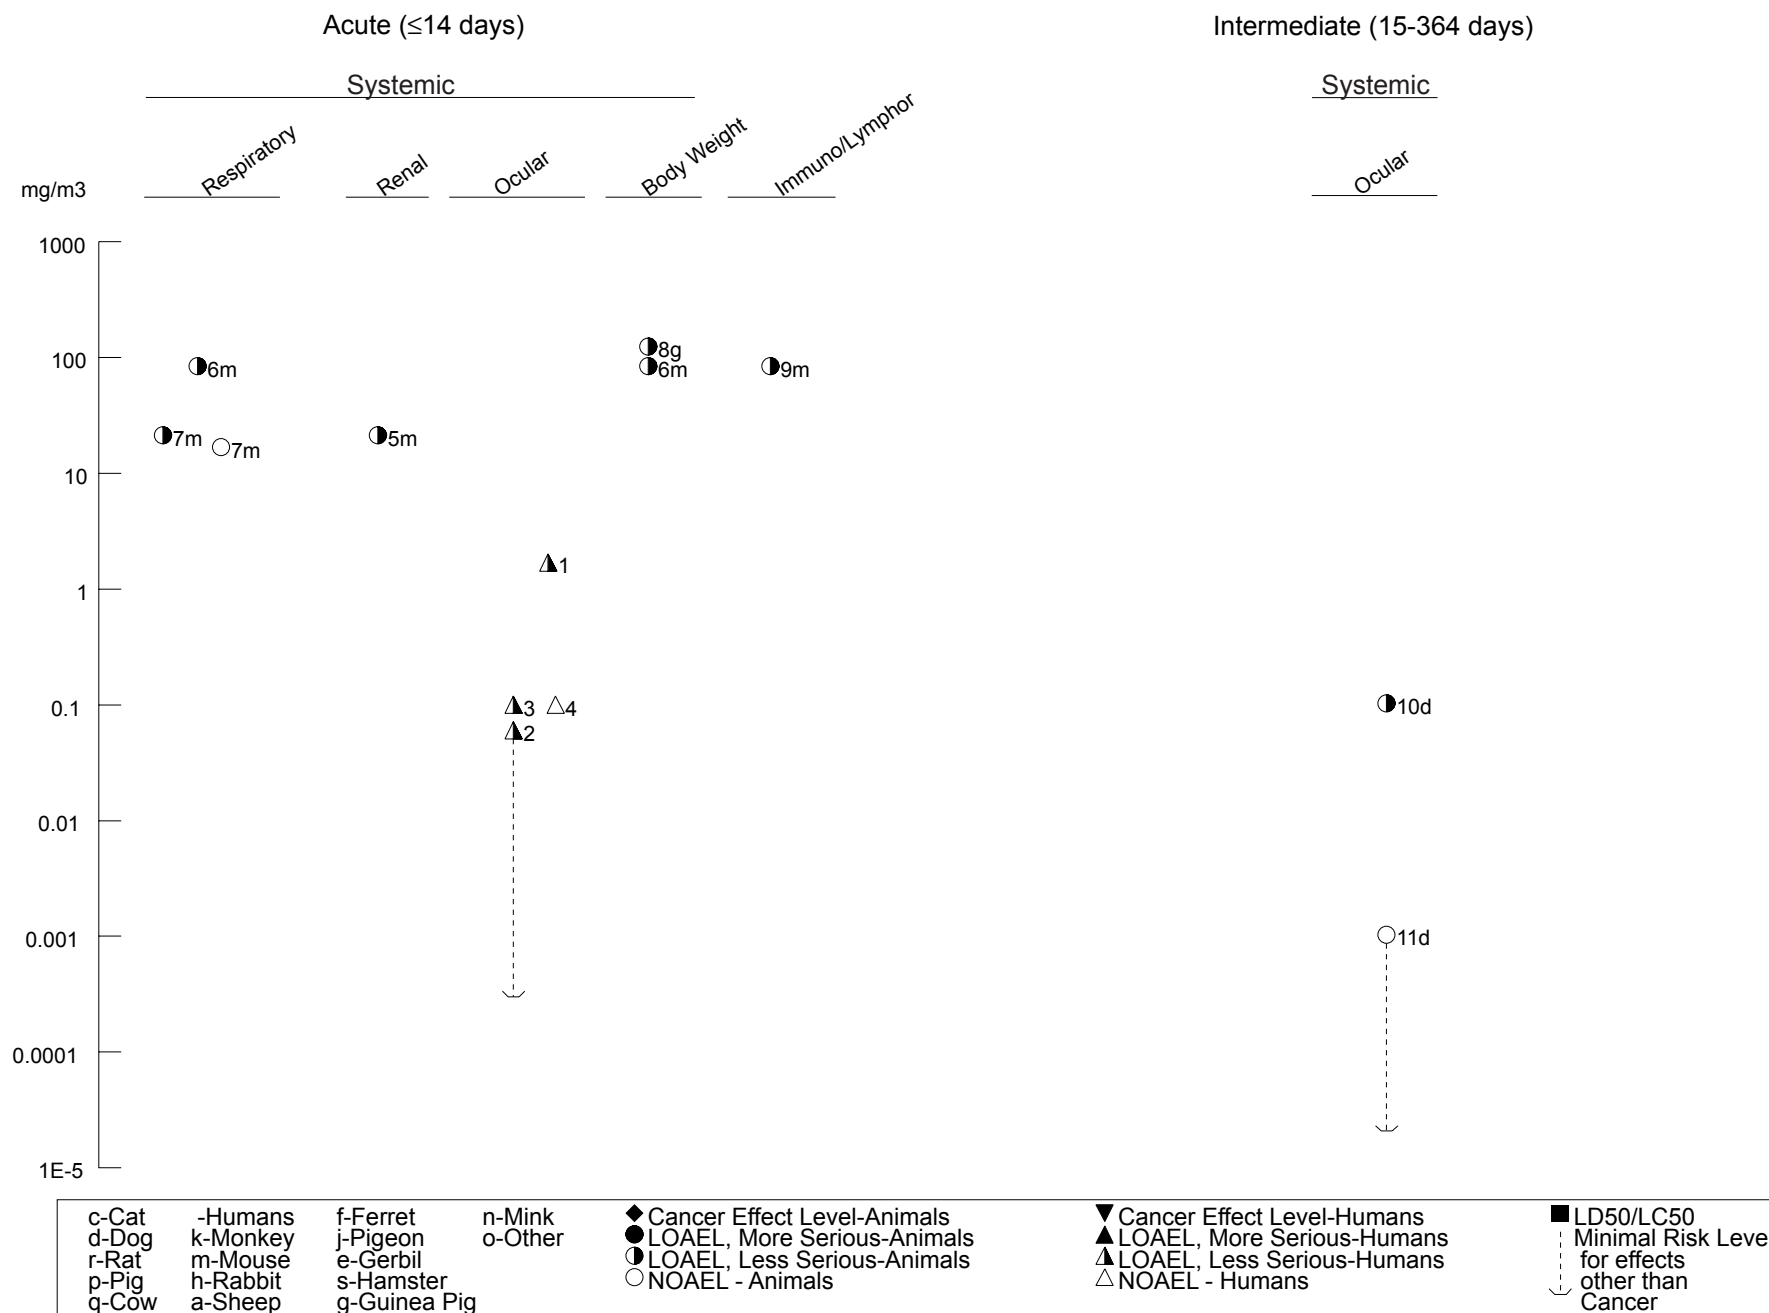 Acute (≤14 days)
Intermediate (15-364 days)
Systemic
Systemic
Respiratory
Renal
Ocular
Body Weight
Immuno/Lymphor
Ocular
mg/m3
1000
100
10
1
0.1
0.01
0.001
0.0001
1E-5
8g
6m
6m
9m
7m
7m
5m
1
3
4
2
10d
11d
c-Cat -Humans f-Ferret n-Mink
d-Dog k-Monkey j-Pigeon o-Other
r-Rat m-Mouse e-Gerbil
p-Pig h-Rabbit s-Hamster
q-Cow a-Sheep g-Guinea Pig
Cancer Effect Level-Animals
LOAEL, More Serious-Animals
LOAEL, Less Serious-Animals
NOAEL - Animals
Cancer Effect Level-Humans
LOAEL, More Serious-Humans
LOAEL, Less Serious-Humans
NOAEL - Humans
LD50/LC50
Minimal Risk Leve
for effects
other than
Cancer